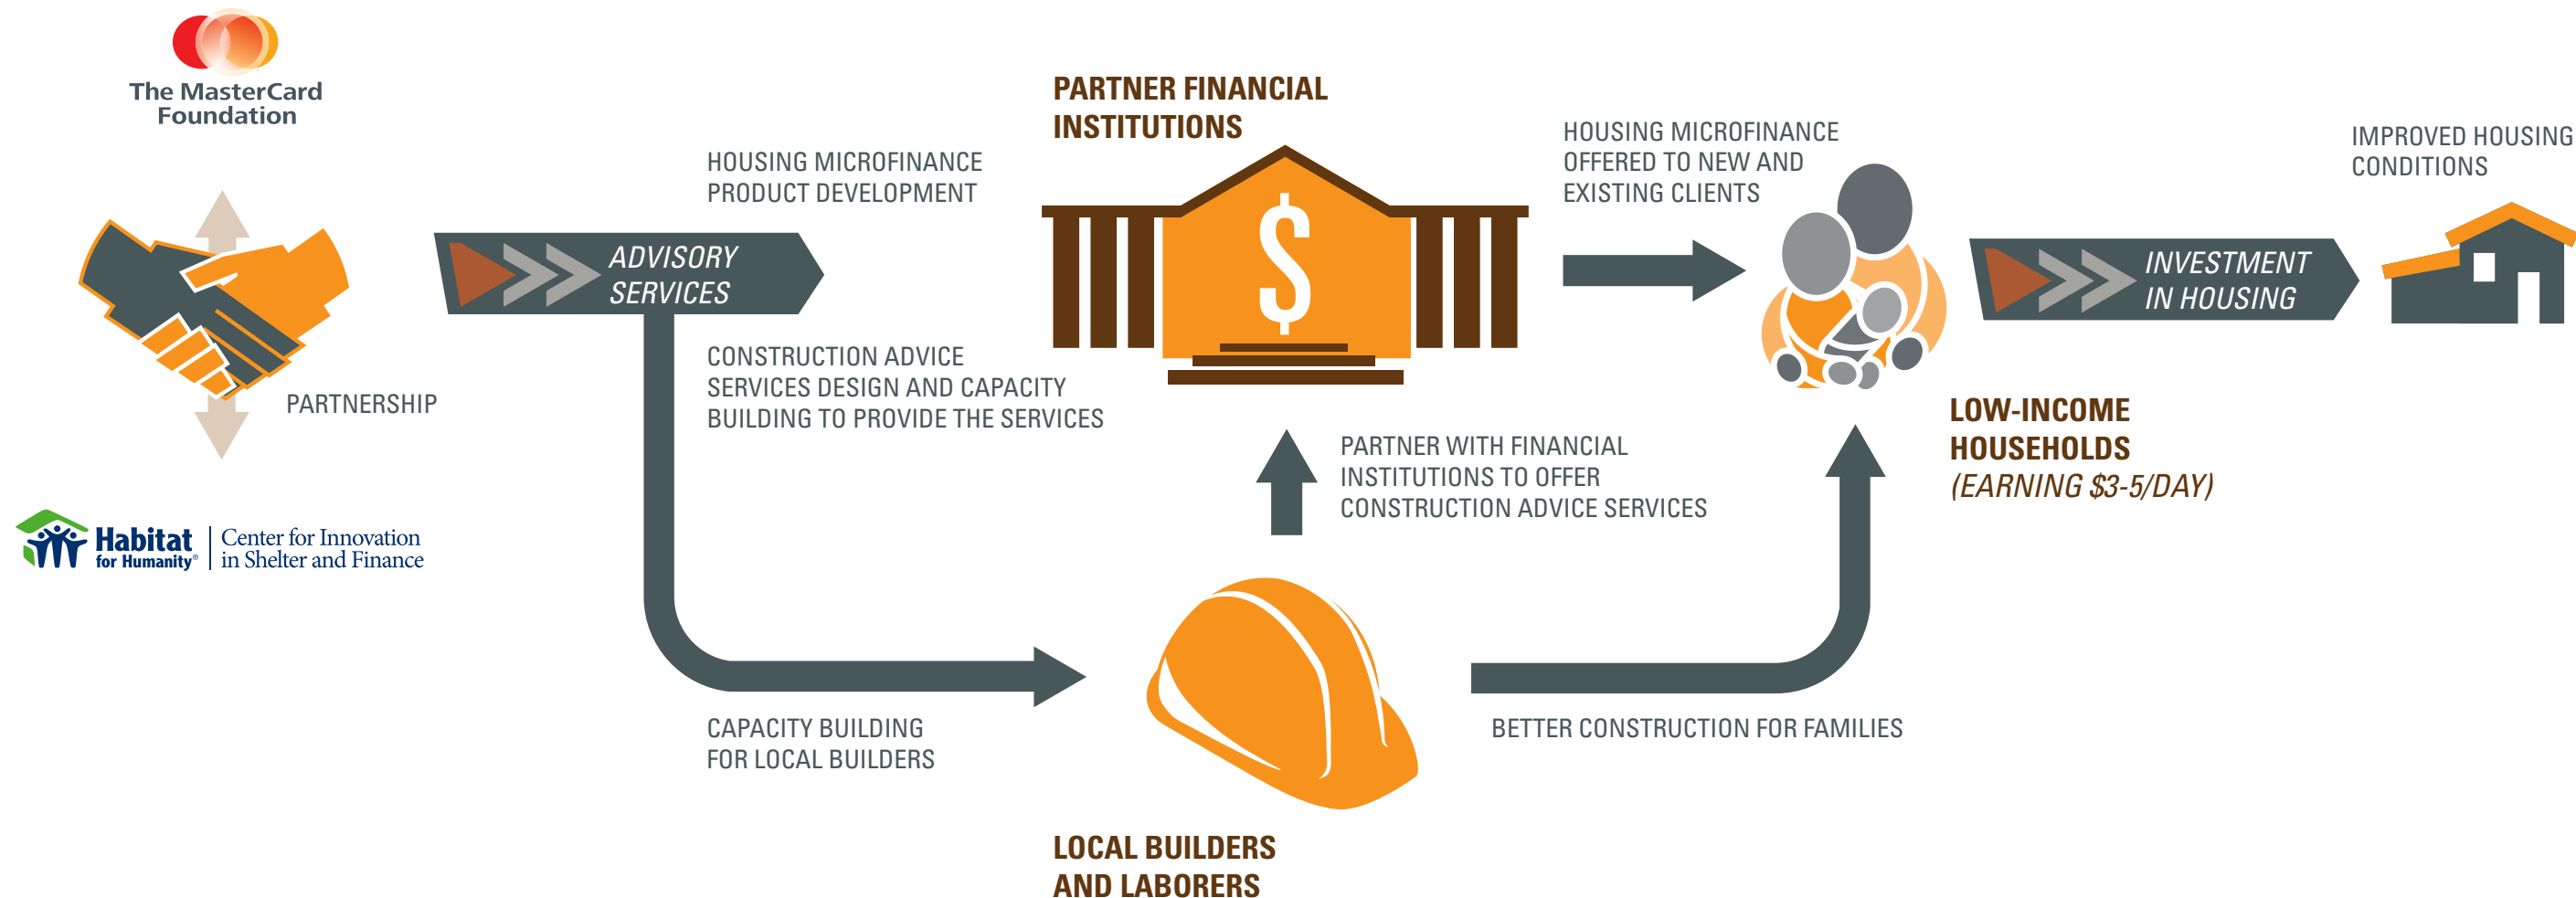 The MasterCard
Foundation
PARTNERSHIP
Habitat
for Humanity®
Center for Innovation
in Shelter and Finance
ADVISORY
SERVICES
HOUSING MICROFINANCE
PRODUCT DEVELOPMENT
CONSTRUCTION ADVICE
SERVICES DESIGN AND CAPACITY
BUILDING TO PROVIDE THE SERVICES
CAPACITY BUILDING
FOR LOCAL BUILDERS
PARTNER FINANCIAL
INSTITUTIONS
$
PARTNER WITH FINANCIAL
INSTITUTIONS TO OFFER
CONSTRUCTION ADVICE SERVICES
LOCAL BUILDERS
AND LABORERS
HOUSING MICROFINANCE
OFFERED TO NEW AND
EXISTING CLIENTS
BETTER CONSTRUCTION FOR FAMILIES
LOW-INCOME
HOUSEHOLDS
(EARNING $3-5/DAY)
INVESTMENT
IN HOUSING
IMPROVED HOUSING
CONDITIONS